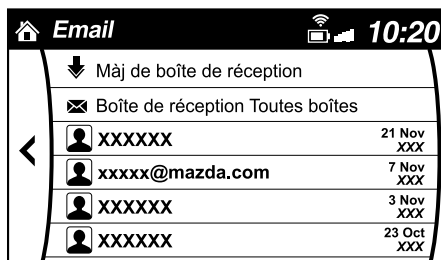 Email 10:20
Màj de boîte de réception
Boîte de réception Toutes boîtes
XXXXXX 21 Nov
XXX
xxxxx@mazda.com 7 Nov
XXX
XXXXXX 3 Nov
XXX
XXXXXX 23 Oct
XXX